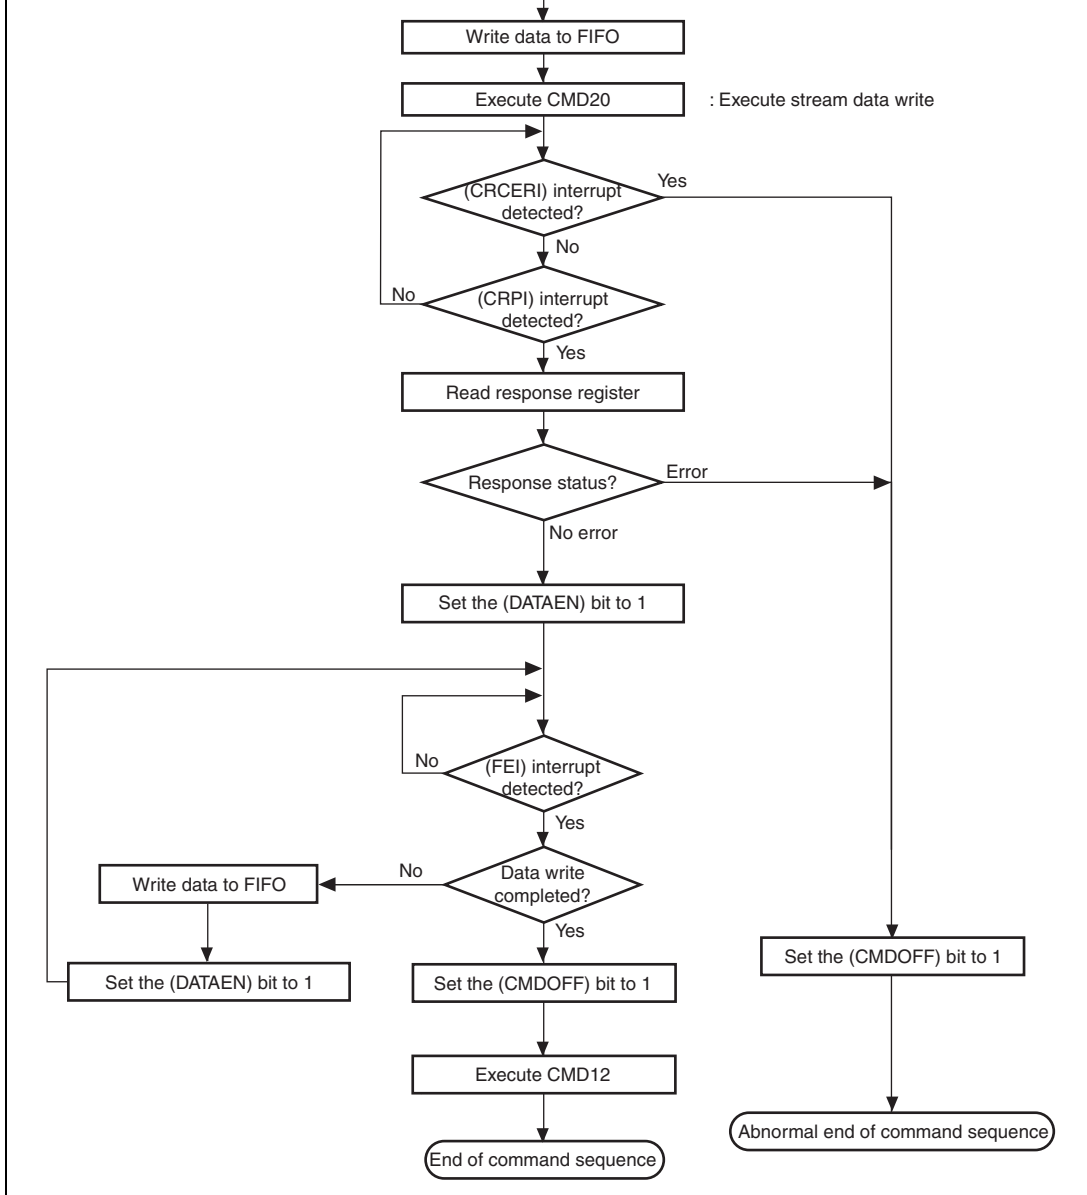 Write data to FIFO
Execute CMD20
: Execute stream data write
(CRCERI) interrupt
detected?
Yes
No
(CRPI) interrupt
detected?
No
Yes
Read response register
Response status?
Error
No error
Set the (DATAEN) bit to 1
(FEI) interrupt
detected?
No
Yes
Data write
completed?
No
Write data to FIFO
Yes
Set the (DATAEN) bit to 1
Set the (CMDOFF) bit to 1
Set the (CMDOFF) bit to 1
Execute CMD12
Abnormal end of command sequence
End of command sequence